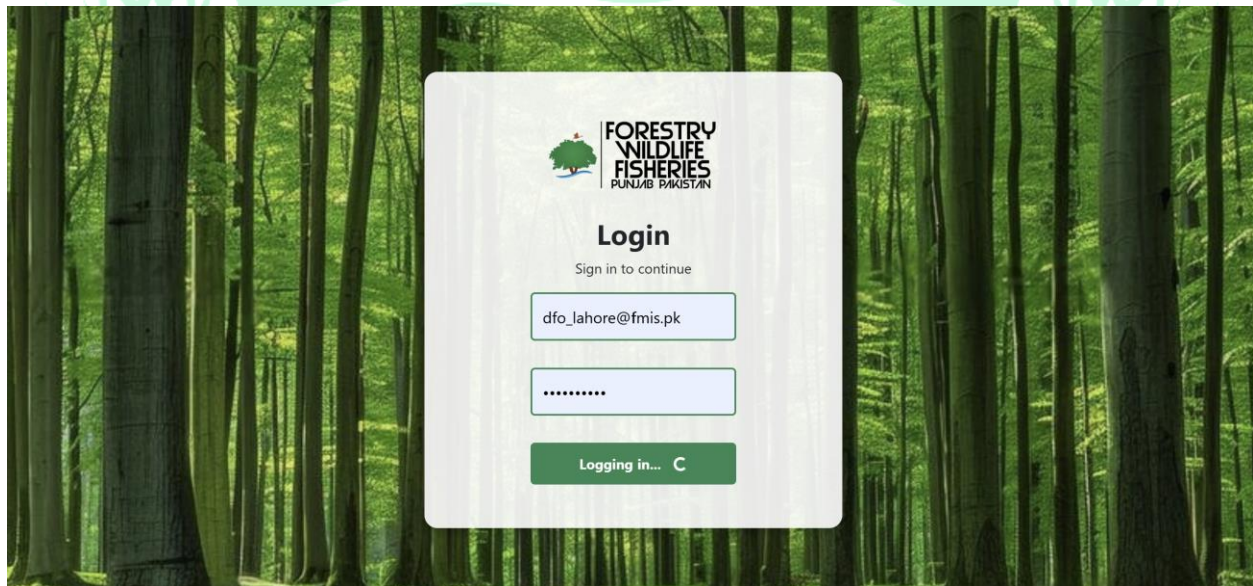 FORESTRY
WILDLIFE
FISHERIES
PUNJAB PAKISTAN
Login
Sign in to continue
dfo_lahore@fmis.pk
••••••••••
Logging in...